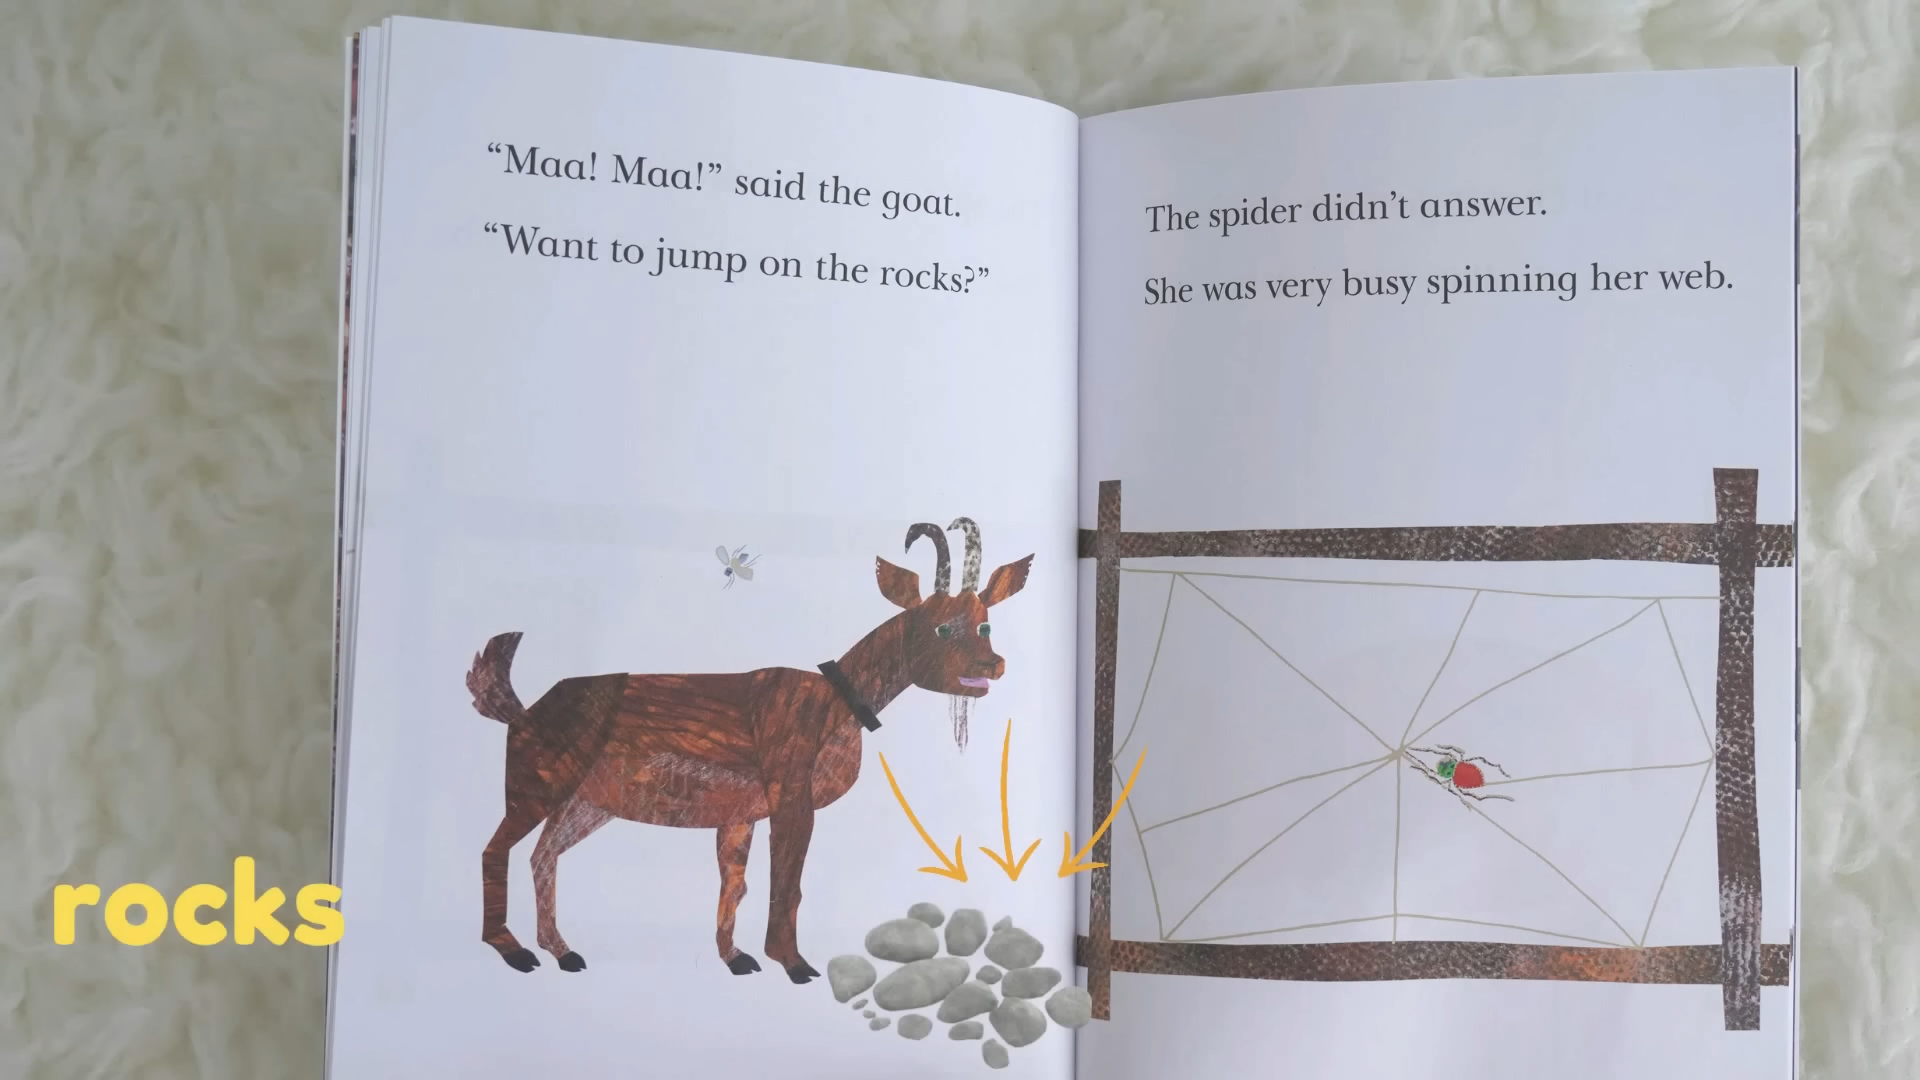 “Maa! Maa!” said the goat.
“Want to jump on the rocks?”
The spider didn’t answer.
She was very busy spinning her web.
rocks